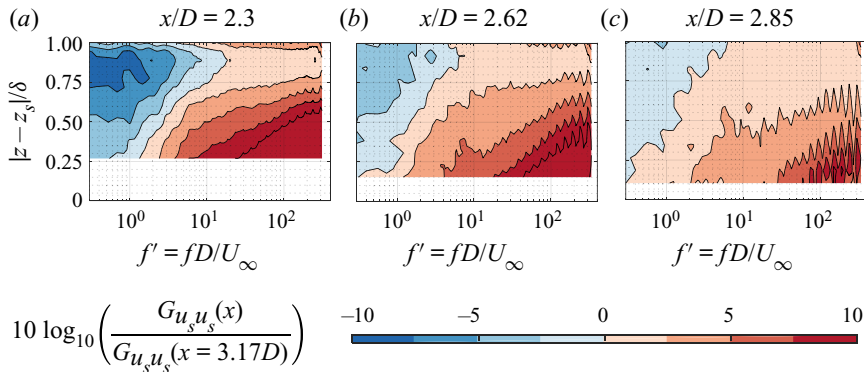 (a) x/D = 2.3 (b) x/D = 2.62 (c) x/D = 2.85
1.00
0.75
0.50
0.25
0
|z – z_s|/δ
10^0 10^1 10^2 10^0 10^1 10^2 10^0 10^1 10^2
f′ = fD/U_∞ f′ = fD/U_∞ f′ = fD/U_∞
10 log_10 ( G_{u_s u_s}(x) / G_{u_s u_s}(x = 3.17D) )
–10 –5 0 5 10